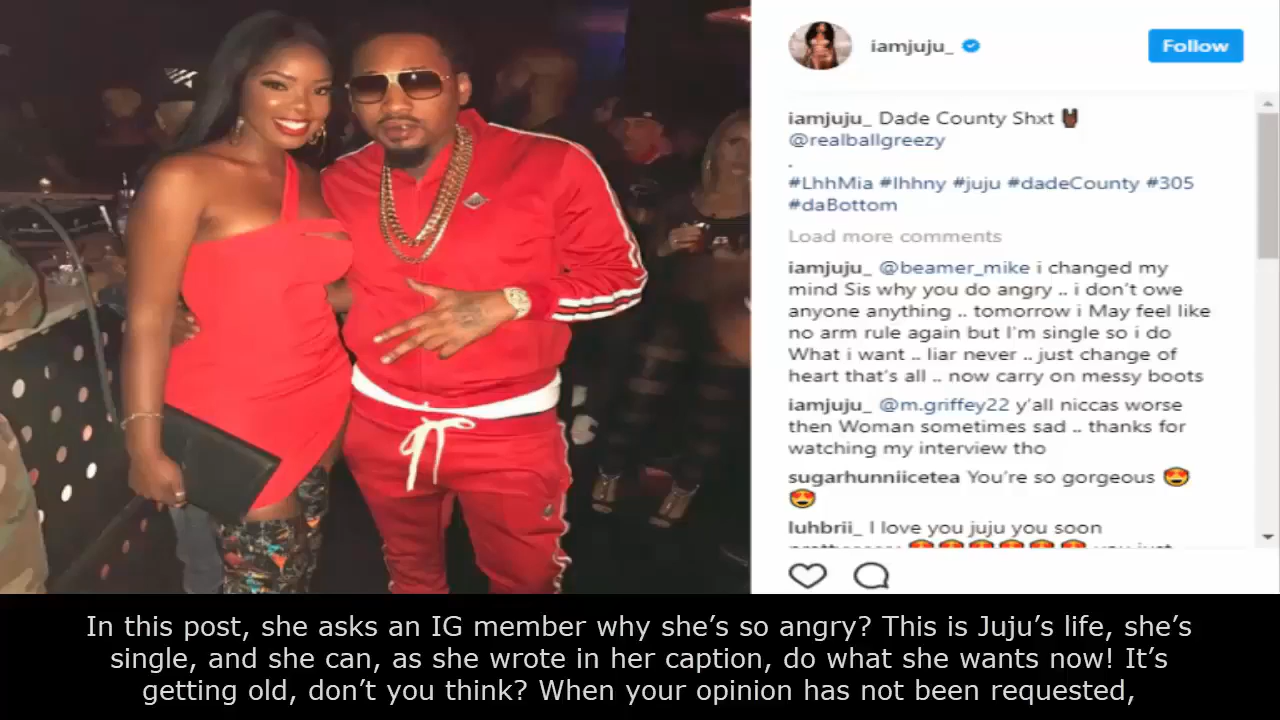 iamjuju_
Follow
iamjuju_ Dade County Shxt
@realballgreezy
.
#LhhMia #lhhny #juju #dadeCounty #305
#daBottom
Load more comments
iamjuju_ @beamer_mike i changed my
mind Sis why you do angry .. i don't owe
anyone anything .. tomorrow i May feel like
no arm rule again but I'm single so i do
What i want .. liar never .. just change of
heart that's all .. now carry on messy boots
iamjuju_ @m.griffey22 y'all niccas worse
then Woman sometimes sad .. thanks for
watching my interview tho
sugarhunniicetea You're so gorgeous 😍
😍
luhbrii_ I love you juju you soon
In this post, she asks an IG member why she’s so angry? This is Juju’s life, she’s
single, and she can, as she wrote in her caption, do what she wants now! It’s
getting old, don’t you think? When your opinion has not been requested,